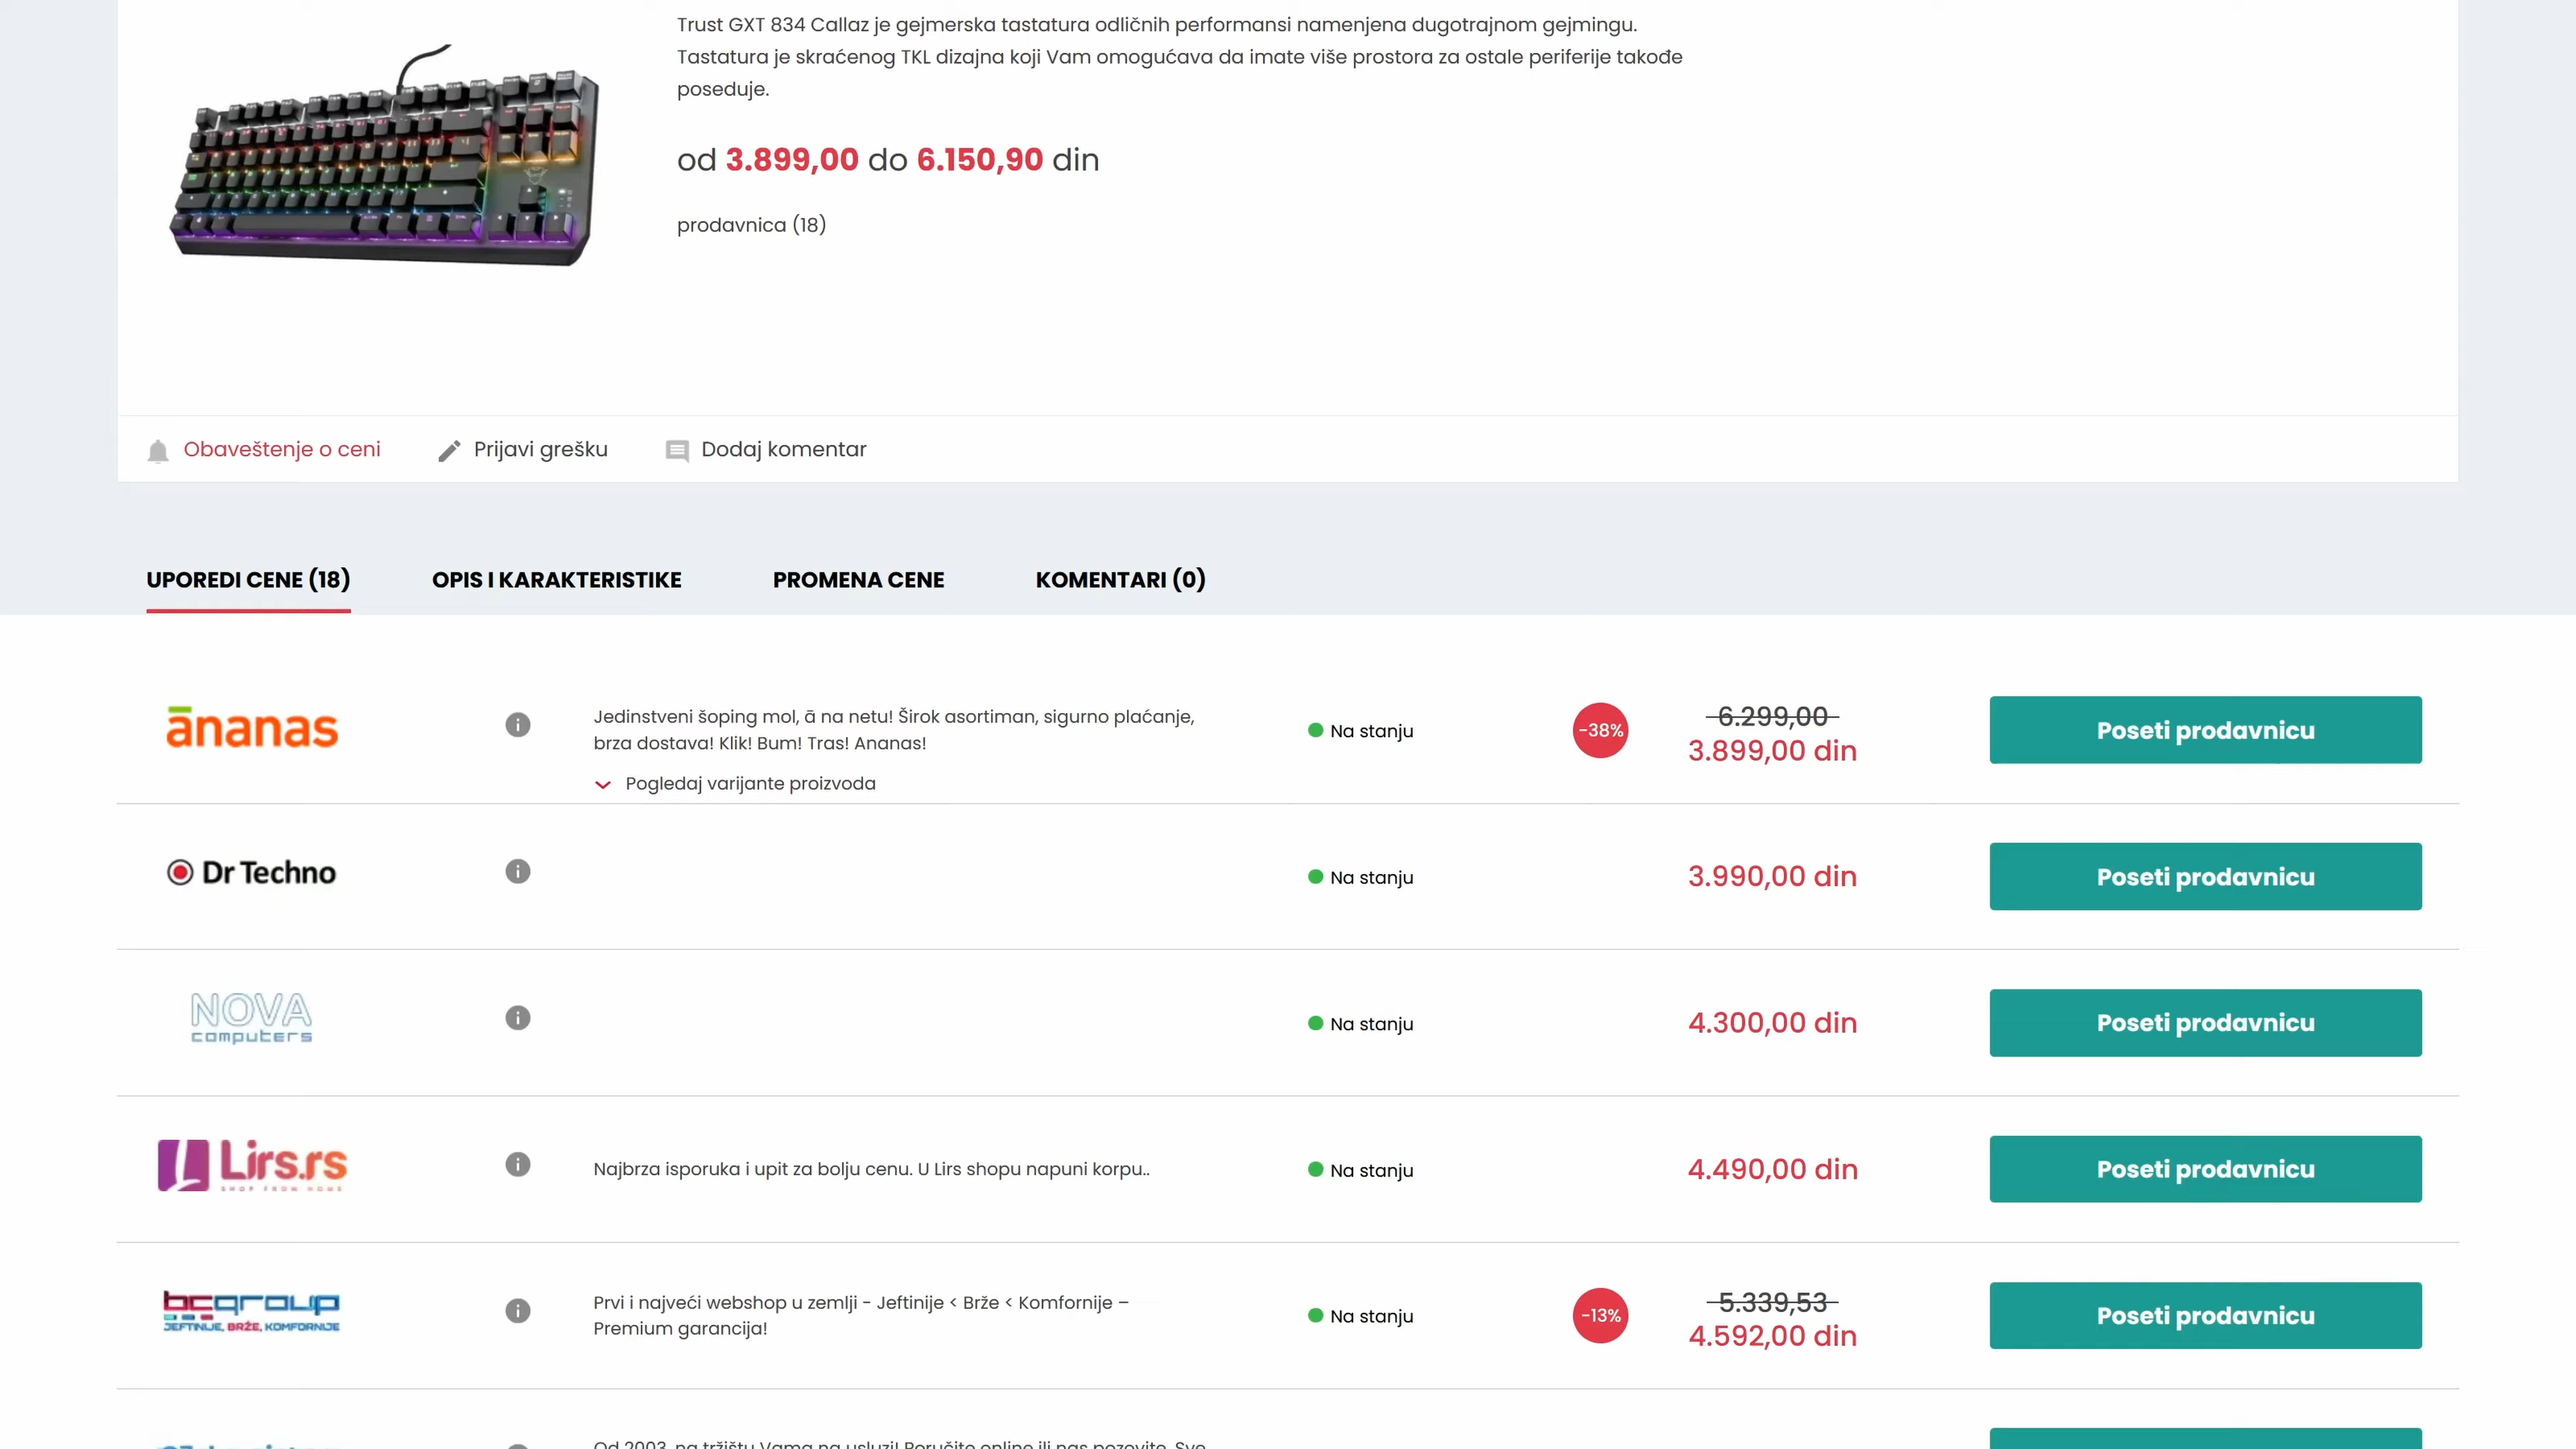 Trust GXT 834 Callaz je gejmerska tastatura odličnih performansi namenjena dugotrajnom gejmingu.
Tastatura je skraćenog TKL dizajna koji Vam omogućava da imate više prostora za ostale periferije takođe
poseduje.
od 3.899,00 do 6.150,90 din
prodavnica (18)
Obaveštenje o ceni
Prijavi grešku
Dodaj komentar
UPOREDI CENE (18)
OPIS I KARAKTERISTIKE
PROMENA CENE
KOMENTARI (0)
ānanas
Jedinstveni šoping mol, ā na netu! Širok asortiman, sigurno plaćanje,
brza dostava! Klik! Bum! Tras! Ananas!
Pogledaj varijante proizvoda
Na stanju
-38%
6.299,00
3.899,00 din
Poseti prodavnicu
Dr Techno
Na stanju
3.990,00 din
Poseti prodavnicu
NOVA
computers
Na stanju
4.300,00 din
Poseti prodavnicu
Lirs.rs
SHOP FROM HOME
Najbrza isporuka i upit za bolju cenu. U Lirs shopu napuni korpu..
Na stanju
4.490,00 din
Poseti prodavnicu
bcgroup
JEFTINIJE, BRŽE, KOMFORNIJE
Prvi i najveći webshop u zemlji - Jeftinije < Brže < Komfornije –
Premium garancija!
Na stanju
-13%
5.339,53
4.592,00 din
Poseti prodavnicu
Od 2003. na tržištu Vama na usluzi! Poručite online ili nas pozovite. Sve